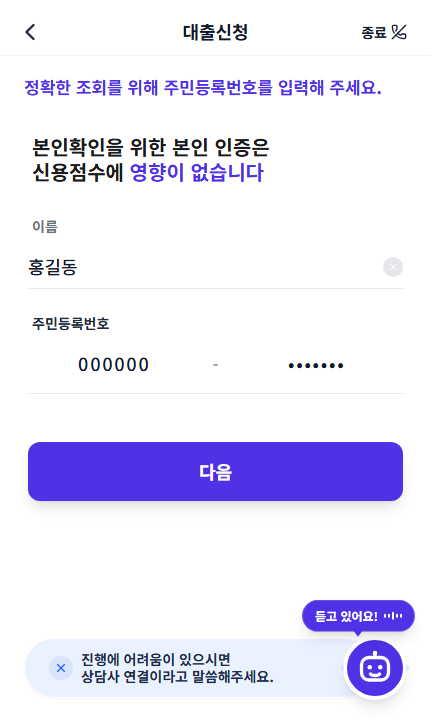 대출신청
종료
정확한 조회를 위해 주민등록번호를 입력해 주세요.
본인확인을 위한 본인 인증은
신용점수에 영향이 없습니다
이름
홍길동
주민등록번호
000000 - •••••••
다음
듣고 있어요!
진행에 어려움이 있으시면
상담사 연결이라고 말씀해주세요.